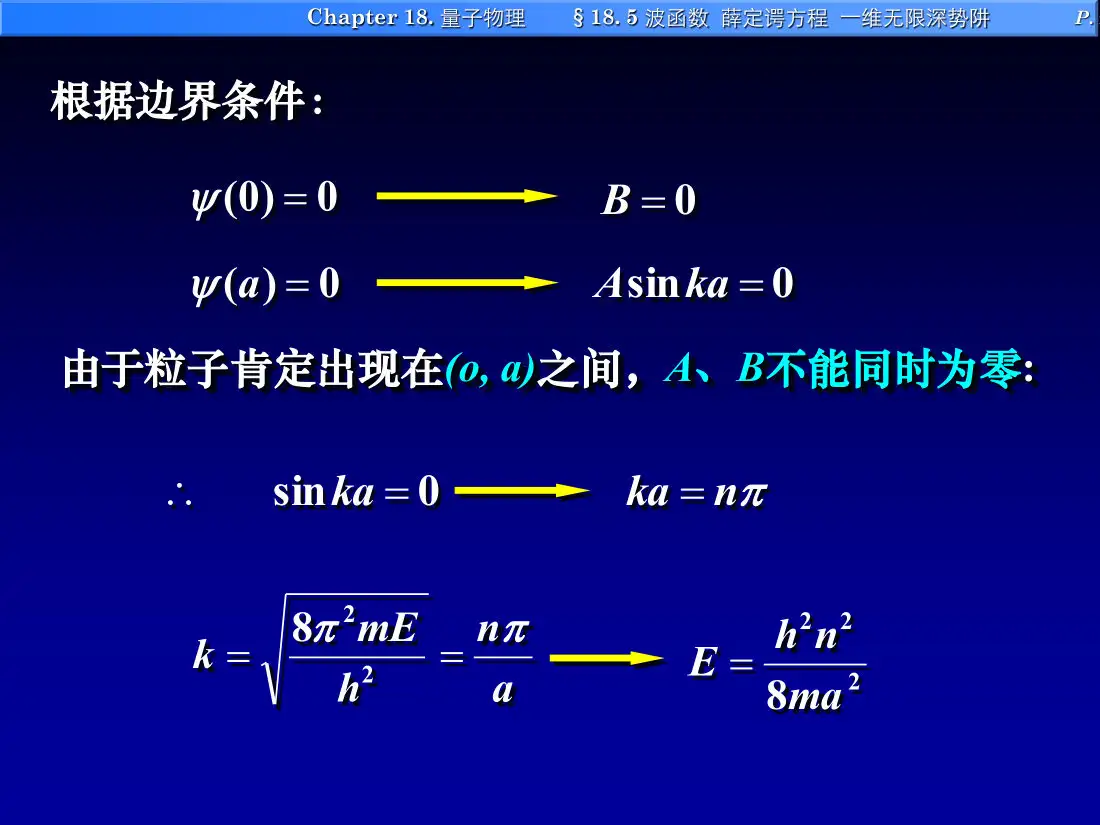 Chapter 18. 量子物理 § 18. 5 波函数 薛定谔方程 一维无限深势阱 P.
根据边界条件:
ψ(0) = 0 B = 0
ψ(a) = 0 A sin ka = 0
由于粒子肯定出现在(o, a)之间，A、B不能同时为零:
∴ sin ka = 0 ka = nπ
k = √(8π²mE / h²) = nπ / a E = h²n² / 8ma²